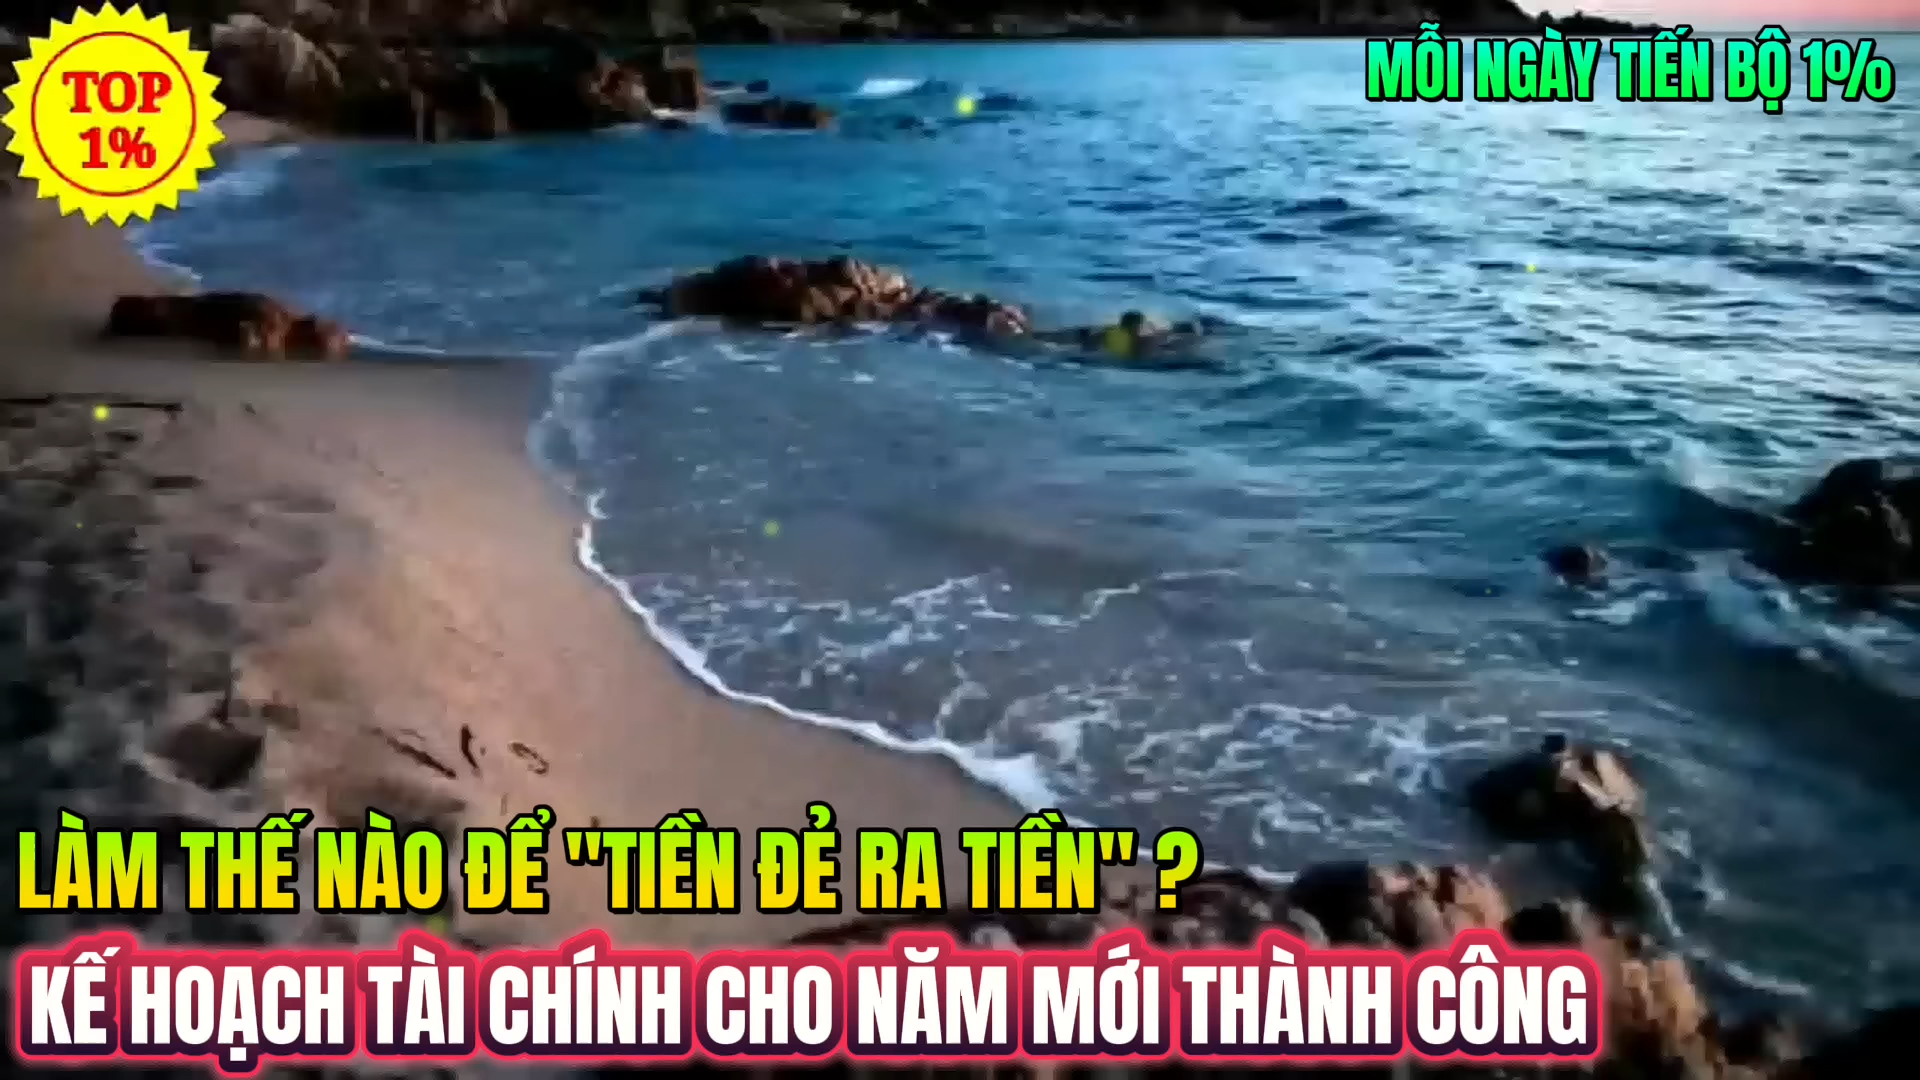 TOP
1%
MỖI NGÀY TIẾN BỘ 1%
LÀM THẾ NÀO ĐỂ "TIỀN ĐẺ RA TIỀN" ?
KẾ HOẠCH TÀI CHÍNH CHO NĂM MỚI THÀNH CÔNG